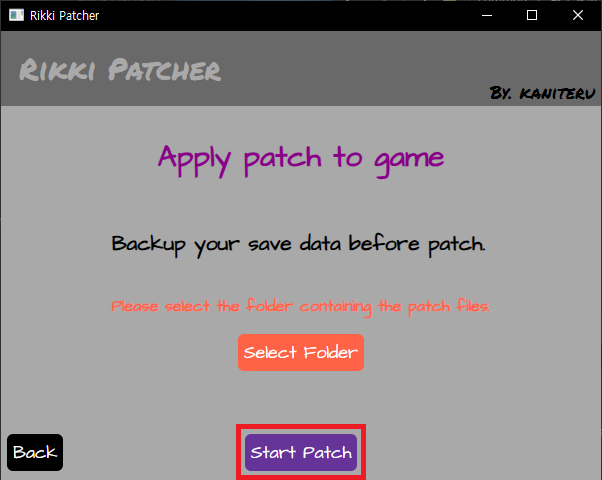 Rikki Patcher
Rikki Patcher
By. kaniteru
Apply patch to game
Backup your save data before patch.
Please select the folder containing the patch files.
Select Folder
Back
Start Patch